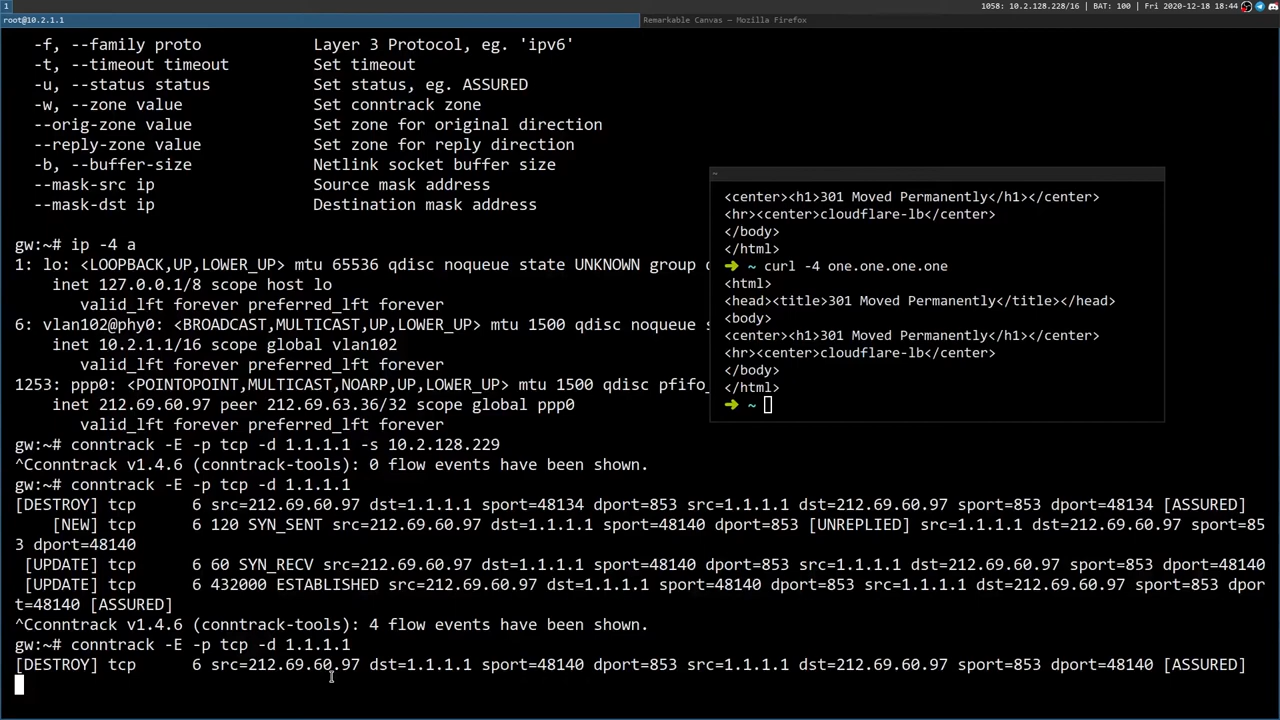 1
1058: 10.2.128.228/16 | BAT: 100 | Fri 2020-12-18 18:44
root@10.2.1.1
Remarkable Canvas — Mozilla Firefox
-f, --family proto Layer 3 Protocol, eg. 'ipv6'
-t, --timeout timeout Set timeout
-u, --status status Set status, eg. ASSURED
-w, --zone value Set conntrack zone
--orig-zone value Set zone for original direction
--reply-zone value Set zone for reply direction
-b, --buffer-size Netlink socket buffer size
--mask-src ip Source mask address
--mask-dst ip Destination mask address
gw:~# ip -4 a
1: lo: <LOOPBACK,UP,LOWER_UP> mtu 65536 qdisc noqueue state UNKNOWN group d
inet 127.0.0.1/8 scope host lo
valid_lft forever preferred_lft forever
6: vlan102@phy0: <BROADCAST,MULTICAST,UP,LOWER_UP> mtu 1500 qdisc noqueue s
inet 10.2.1.1/16 scope global vlan102
valid_lft forever preferred_lft forever
1253: ppp0: <POINTOPOINT,MULTICAST,NOARP,UP,LOWER_UP> mtu 1500 qdisc pfifo_
inet 212.69.60.97 peer 212.69.63.36/32 scope global ppp0
valid_lft forever preferred_lft forever
gw:~# conntrack -E -p tcp -d 1.1.1.1 -s 10.2.128.229
^Cconntrack v1.4.6 (conntrack-tools): 0 flow events have been shown.
gw:~# conntrack -E -p tcp -d 1.1.1.1
[DESTROY] tcp 6 src=212.69.60.97 dst=1.1.1.1 sport=48134 dport=853 src=1.1.1.1 dst=212.69.60.97 sport=853 dport=48134 [ASSURED]
[NEW] tcp 6 120 SYN_SENT src=212.69.60.97 dst=1.1.1.1 sport=48140 dport=853 [UNREPLIED] src=1.1.1.1 dst=212.69.60.97 sport=85
3 dport=48140
[UPDATE] tcp 6 60 SYN_RECV src=212.69.60.97 dst=1.1.1.1 sport=48140 dport=853 src=1.1.1.1 dst=212.69.60.97 sport=853 dport=48140
[UPDATE] tcp 6 432000 ESTABLISHED src=212.69.60.97 dst=1.1.1.1 sport=48140 dport=853 src=1.1.1.1 dst=212.69.60.97 sport=853 dpor
t=48140 [ASSURED]
^Cconntrack v1.4.6 (conntrack-tools): 4 flow events have been shown.
gw:~# conntrack -E -p tcp -d 1.1.1.1
[DESTROY] tcp 6 src=212.69.60.97 dst=1.1.1.1 sport=48140 dport=853 src=1.1.1.1 dst=212.69.60.97 sport=853 dport=48140 [ASSURED]
~
<center><h1>301 Moved Permanently</h1></center>
<hr><center>cloudflare-lb</center>
</body>
</html>
➜ ~ curl -4 one.one.one.one
<html>
<head><title>301 Moved Permanently</title></head>
<body>
<center><h1>301 Moved Permanently</h1></center>
<hr><center>cloudflare-lb</center>
</body>
</html>
➜ ~